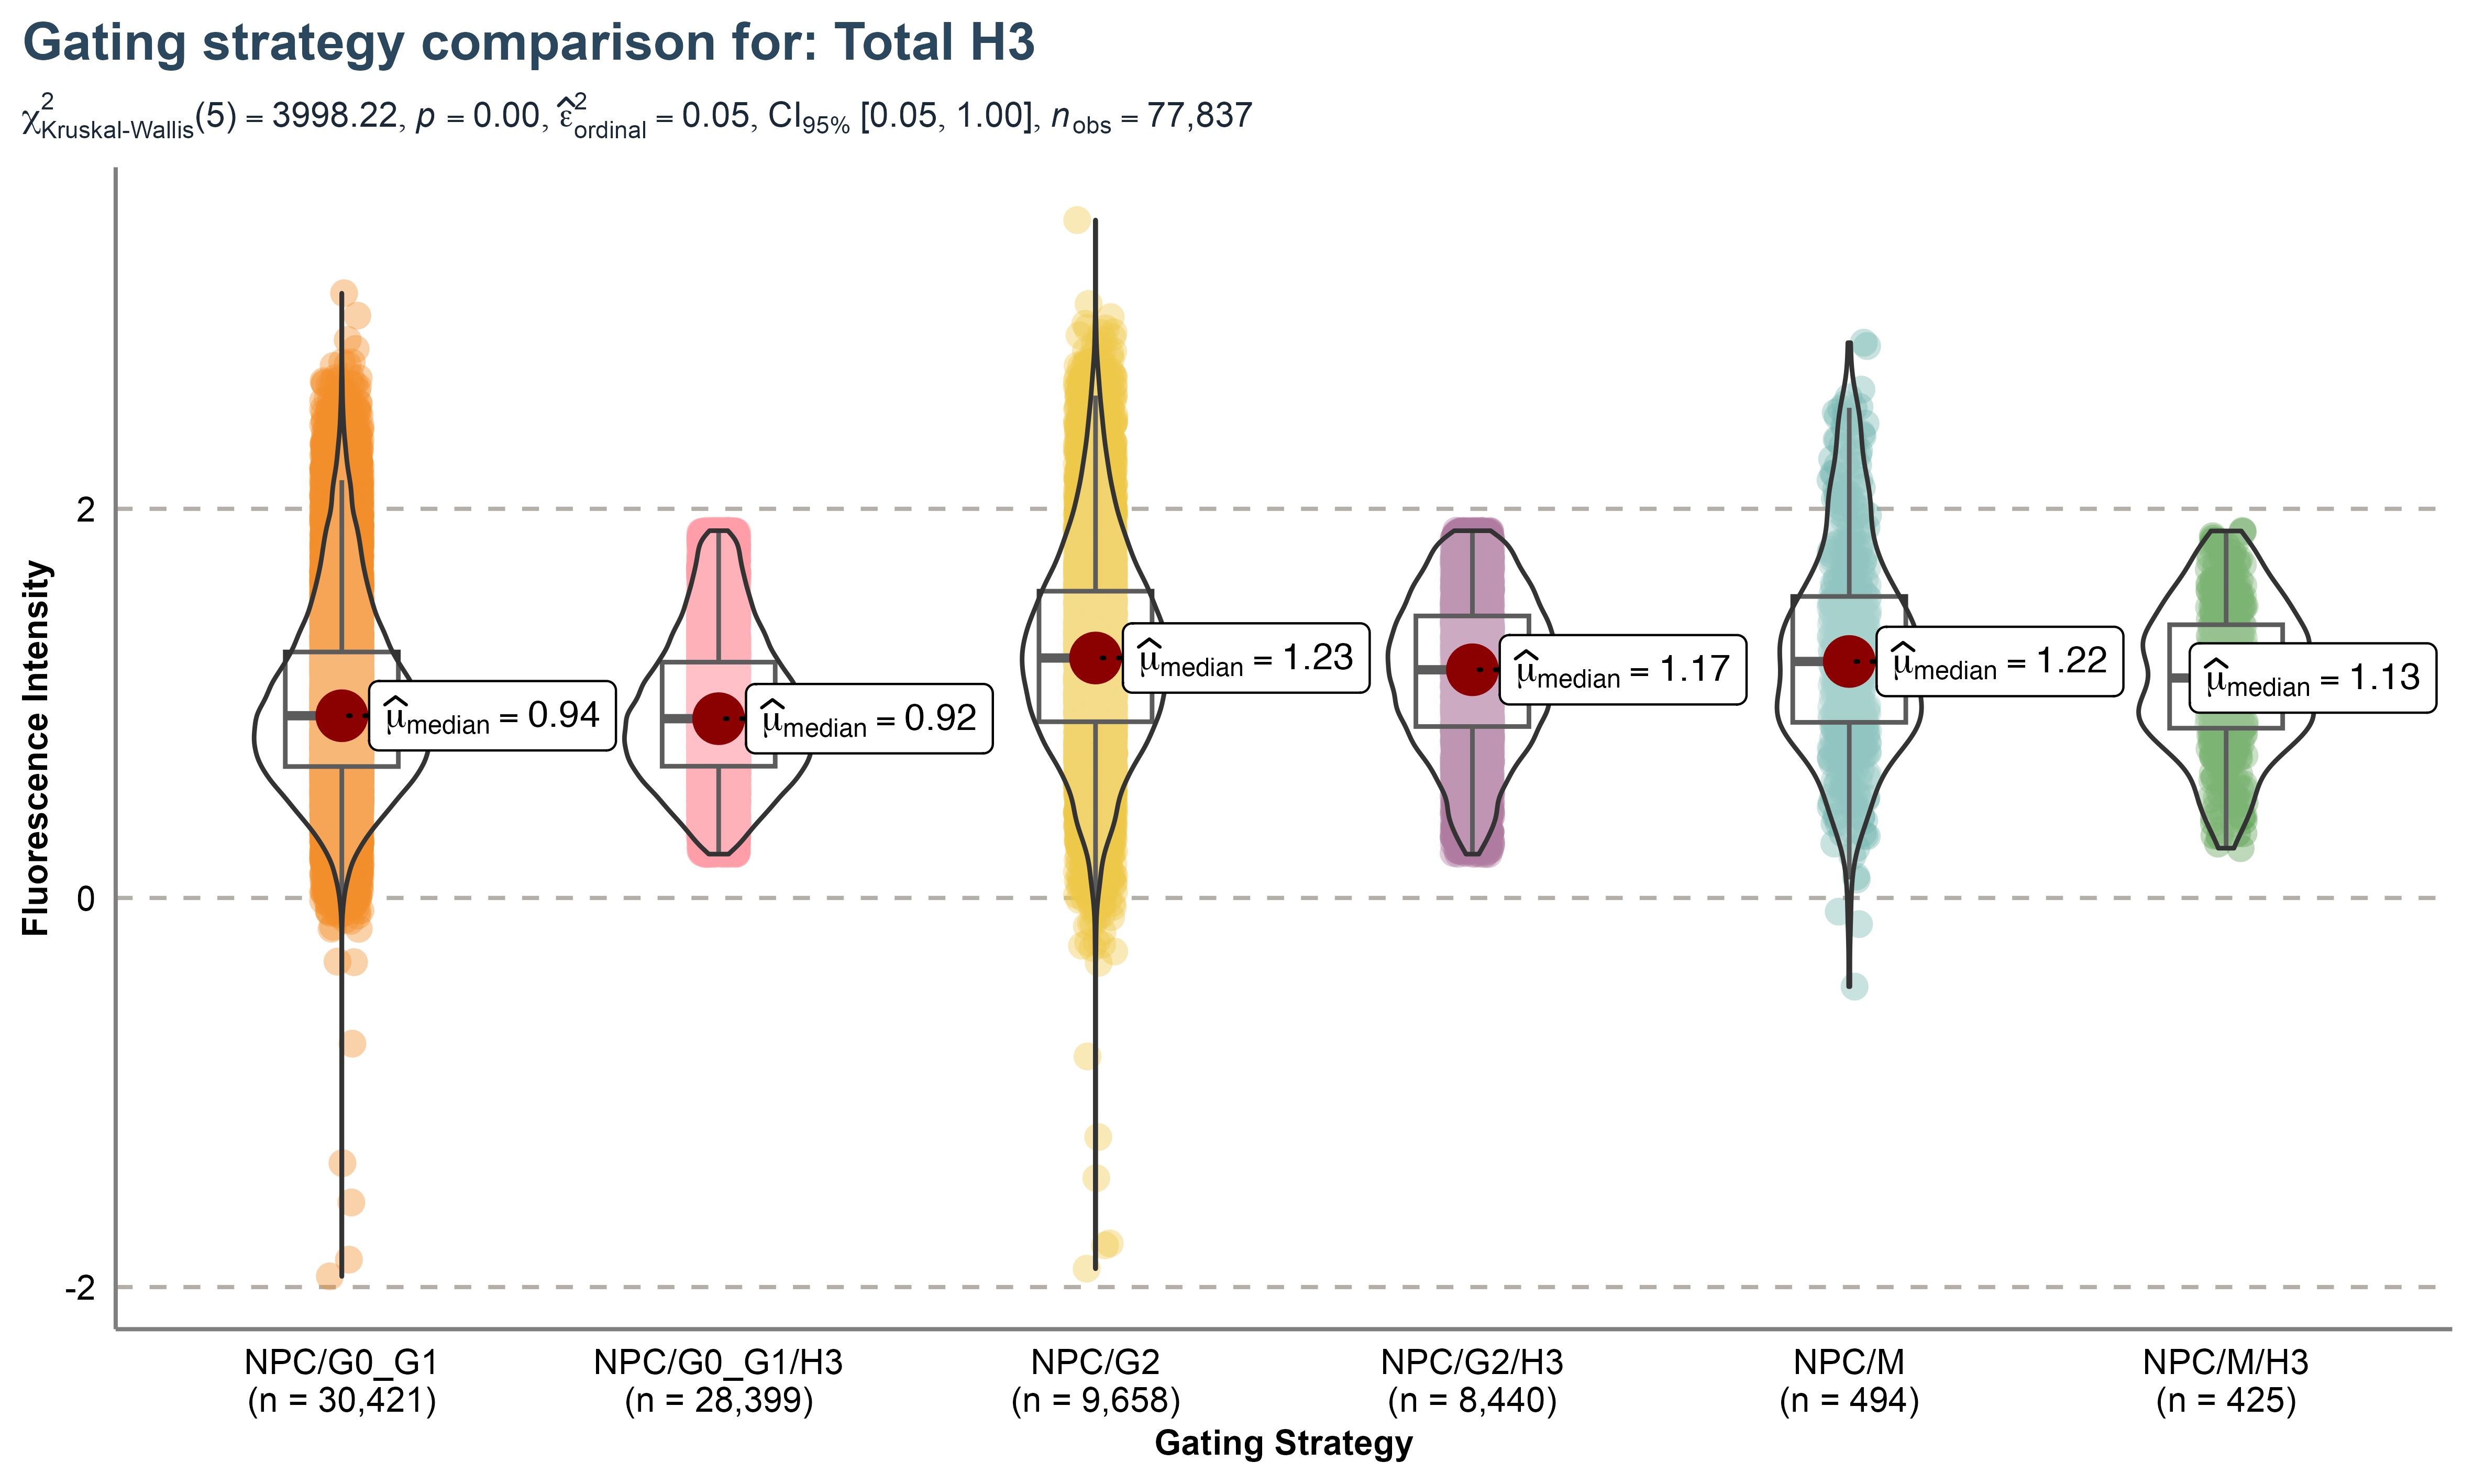 Gating strategy comparison for: Total H3
χ²Kruskal-Wallis(5) = 3998.22, p = 0.00, ε̂²ordinal = 0.05, CI95% [0.05, 1.00], nobs = 77,837
Fluorescence Intensity
2
0
-2
μ̂median = 0.94
μ̂median = 0.92
μ̂median = 1.23
μ̂median = 1.17
μ̂median = 1.22
μ̂median = 1.13
NPC/G0_G1
(n = 30,421)
NPC/G0_G1/H3
(n = 28,399)
NPC/G2
(n = 9,658)
NPC/G2/H3
(n = 8,440)
NPC/M
(n = 494)
NPC/M/H3
(n = 425)
Gating Strategy